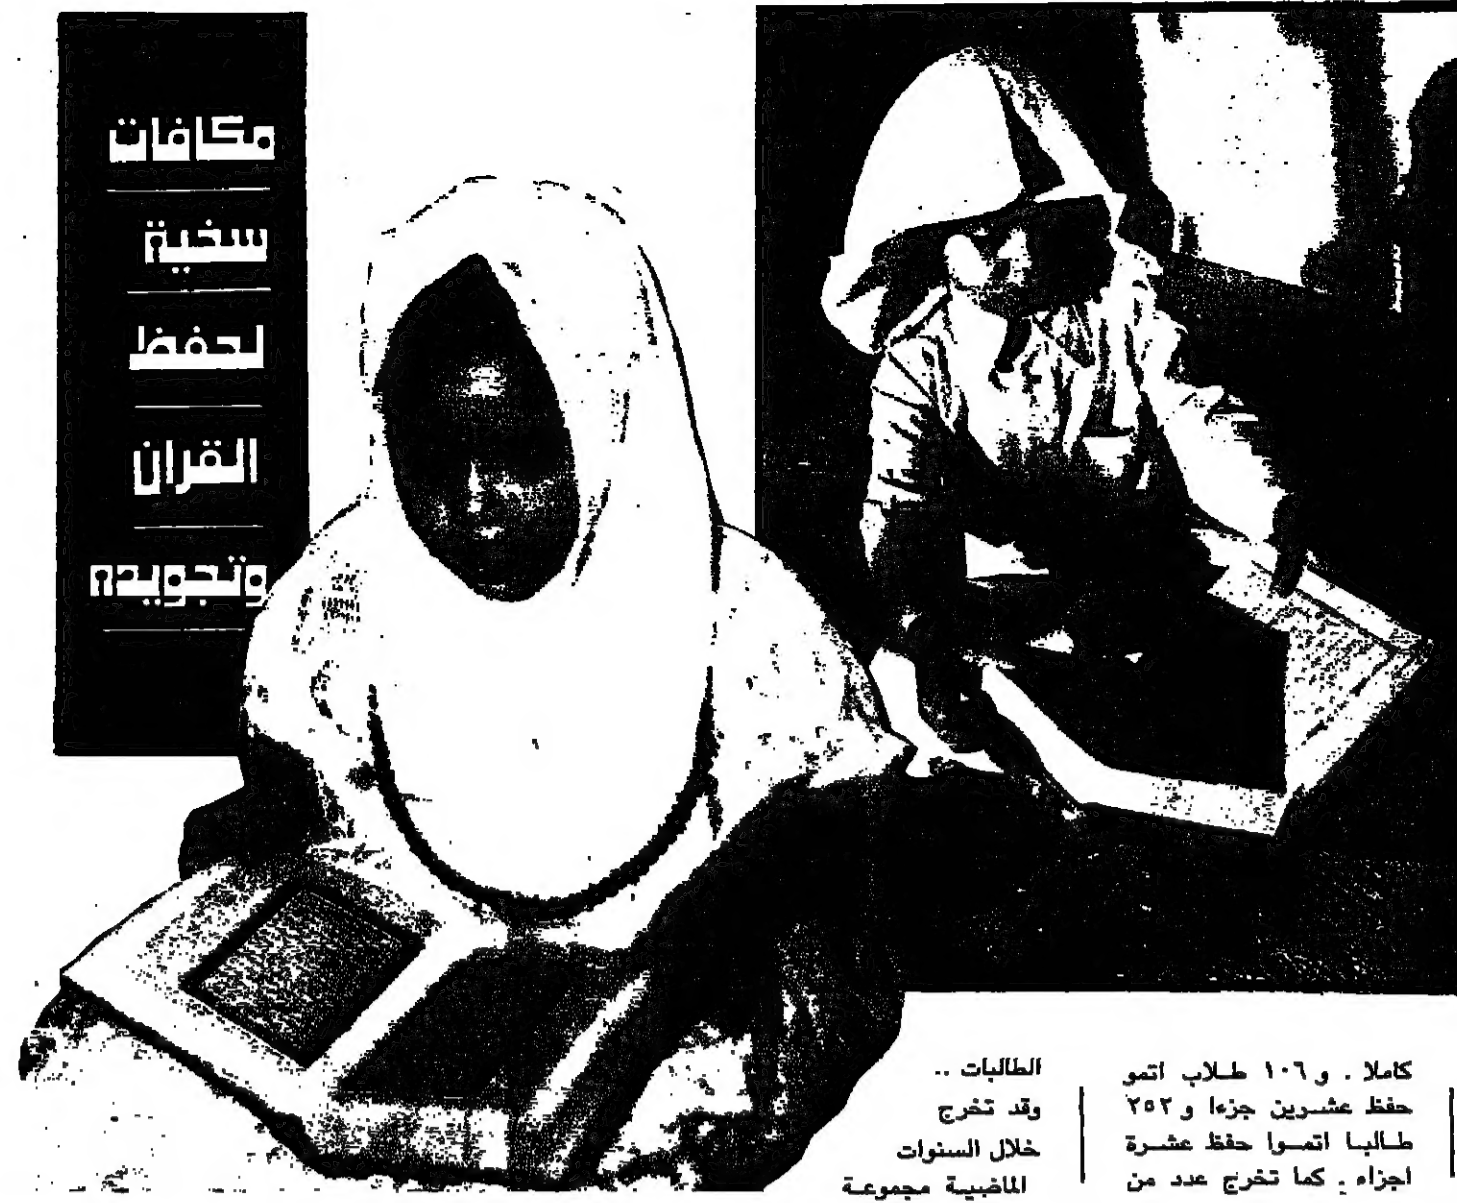 مكافات
سخية
لحفظ
القران
وتجويده
كاملا . و ١٠٦ طلاب اتمو
حفظ عشرين جزءا و ٢٥٢
طالبا اتموا حفظ عشرة
اجزاء . كما تخرج عدد من
الطالبات ..
وقد تخرج
خلال السنوات
الماضية مجموعة